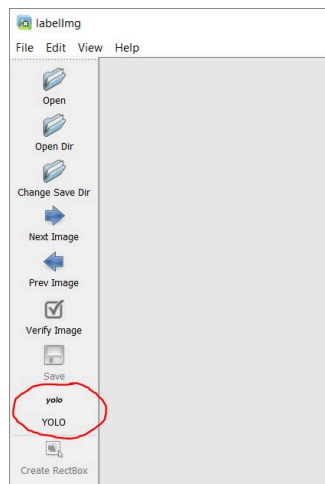 labelImg
File Edit View Help
Open
Open Dir
Change Save Dir
Next Image
Prev Image
Verify Image
Save
yolo
YOLO
Create RectBox